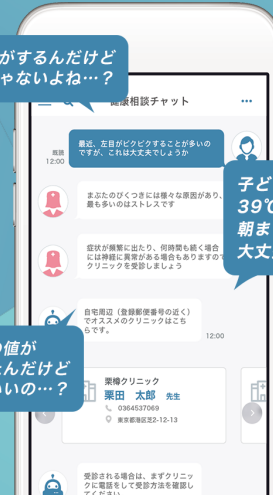 がするんだけど
ゃないよね…？
健康相談チャット
最近、左目がピクピクすることが多いの
ですが、これは大丈夫でしょうか
既読
12:00
まぶたのびくつきには様々な原因があり、
最も多いのはストレスです
子ど
39℃
朝ま
大丈
症状が頻繁に出たり、何時間も続く場合
には神経に異常がある場合もありますので
クリニックを受診しましょう
自宅周辺（登録郵便番号の近く）
でオススメのクリニックはこち
らです。
12:00
値が
んだけど
いいの…？
栗樽クリニック
栗田 太郎 先生
0364537069
東京都港区芝2-12-13
受診される場合は、まずクリニッ
クに電話をして受診方法を確認し
てください